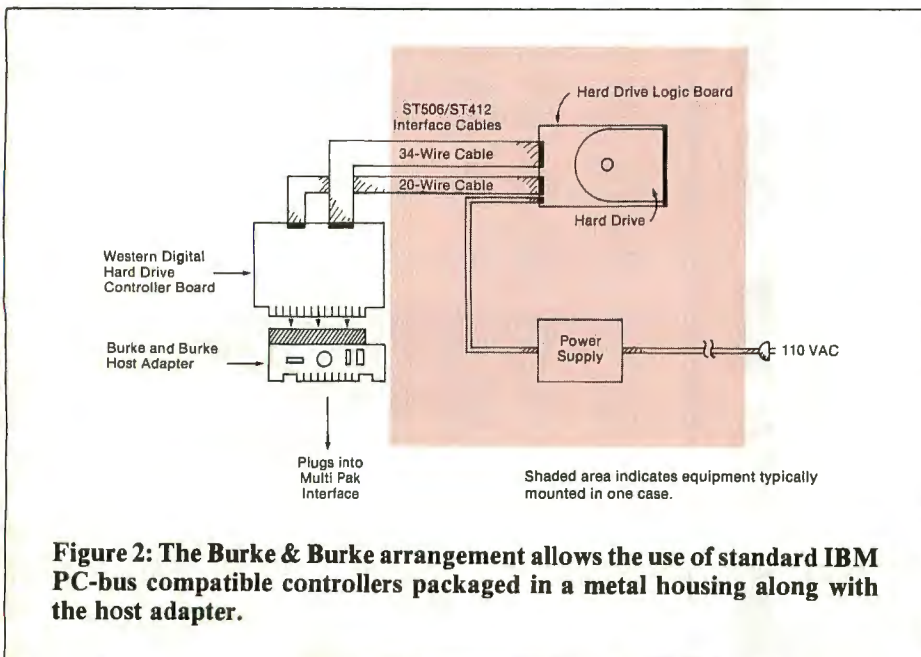 Hard Drive Logic Board
ST506/ST412
Interface Cables
34-Wire Cable
20-Wire Cable
Hard Drive
Western Digital
Hard Drive
Controller Board
Burke and Burke
Host Adapter
Power
Supply
110 VAC
Plugs into
Multi Pak
Interface
Shaded area indicates equipment typically
mounted in one case.
Figure 2: The Burke & Burke arrangement allows the use of standard IBM
PC-bus compatible controllers packaged in a metal housing along with
the host adapter.